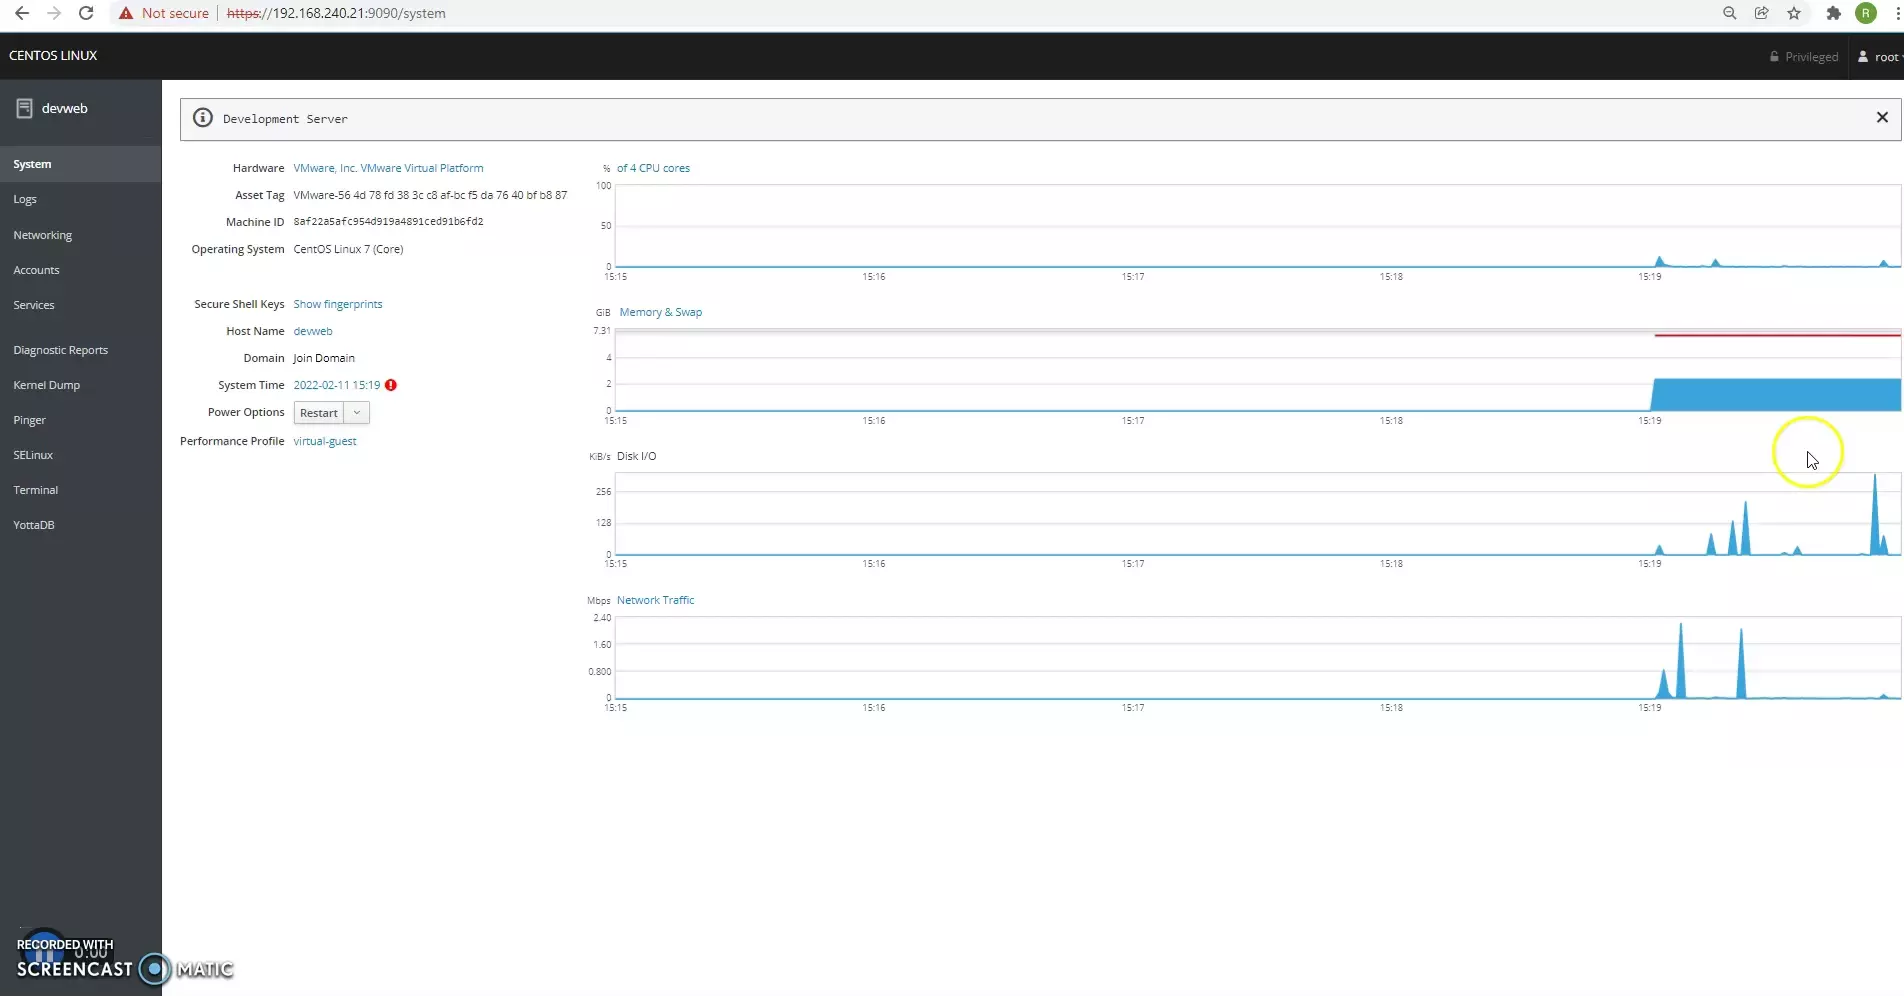 Not secure | https://192.168.240.21:9090/system
R
CENTOS LINUX
Privileged
root
devweb
System
Logs
Networking
Accounts
Services
Diagnostic Reports
Kernel Dump
Pinger
SELinux
Terminal
YottaDB
Development Server
Hardware VMware, Inc. VMware Virtual Platform
Asset Tag VMware-56 4d 78 fd 38 3c c8 af-bc f5 da 76 40 bf b8 87
Machine ID 8af22a5afc954d919a4891ced91b6fd2
Operating System CentOS Linux 7 (Core)
Secure Shell Keys Show fingerprints
Host Name devweb
Domain Join Domain
System Time 2022-02-11 15:19
Power Options Restart
Performance Profile virtual-guest
% of 4 CPU cores
100
50
0
15:15 15:16 15:17 15:18 15:19
GiB Memory & Swap
7.31
4
2
0
15:15 15:16 15:17 15:18 15:19
KiB/s Disk I/O
256
128
0
15:15 15:16 15:17 15:18 15:19
Mbps Network Traffic
2.40
1.60
0.800
0
15:15 15:16 15:17 15:18 15:19
RECORDED WITH
0:00
SCREENCAST MATIC